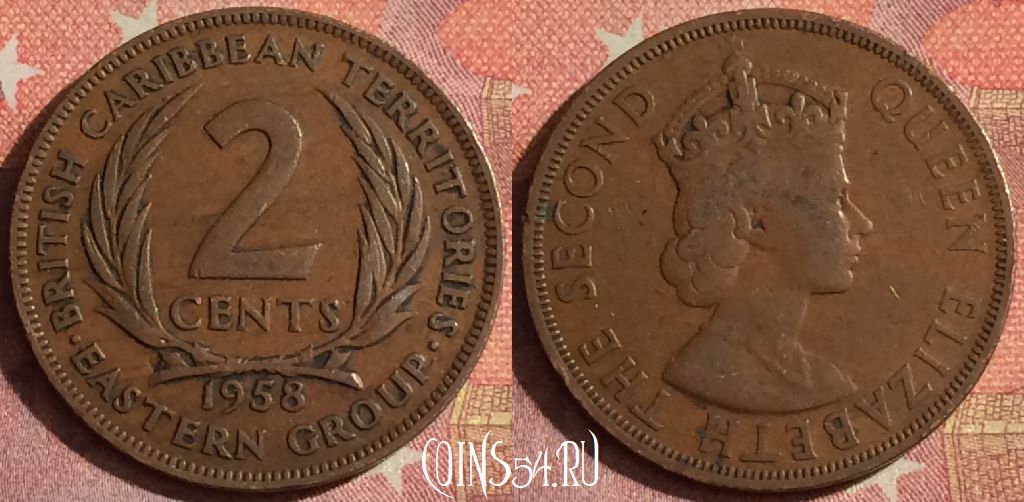 BRITISH CARIBBEAN TERRITORIES
2
CENTS
1958
· EASTERN GROUP ·
QUEEN ELIZABETH THE SECOND
COINS54.RU